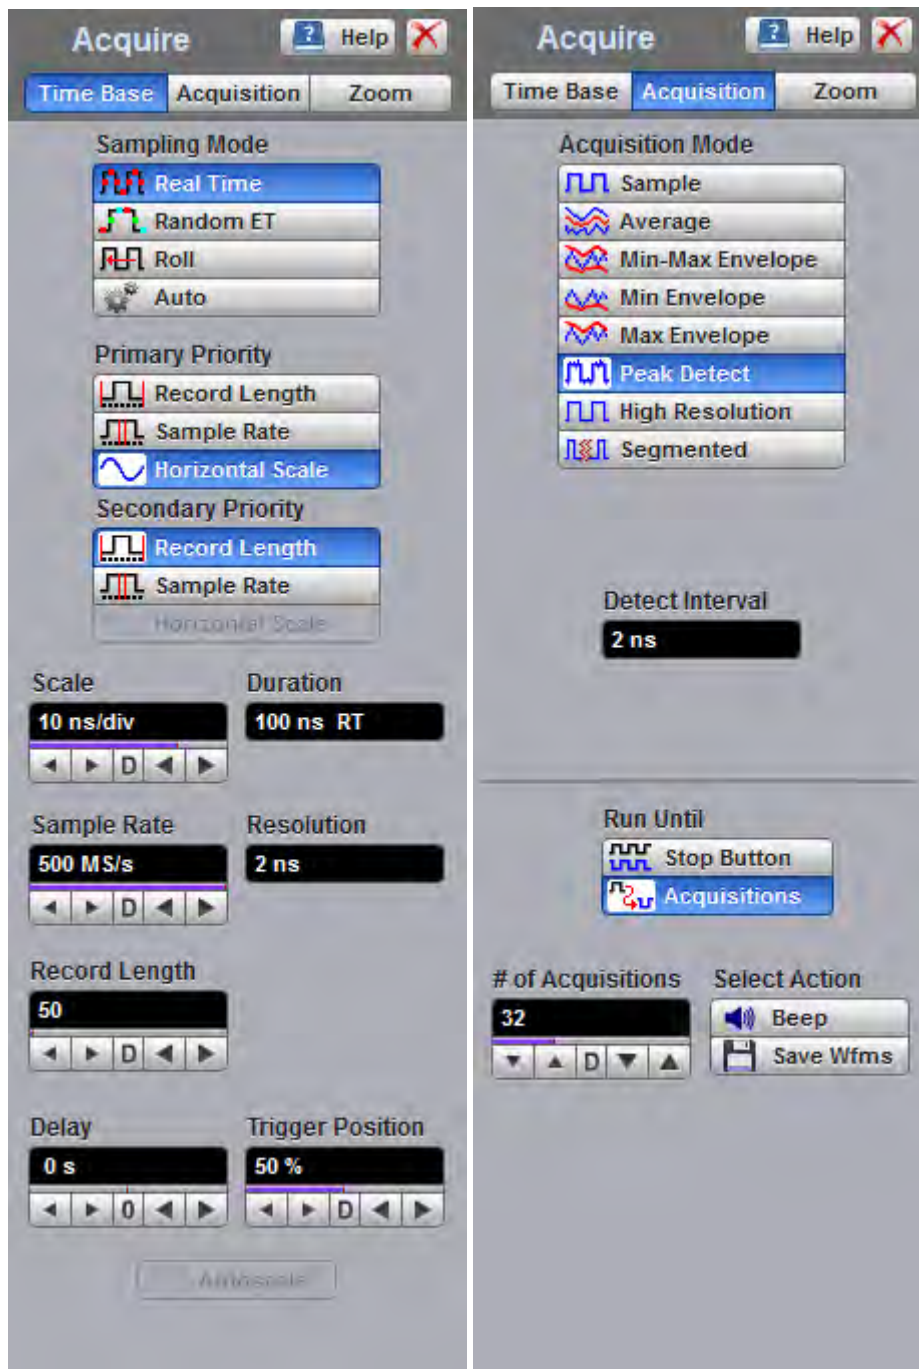 Acquire
? Help
Time Base Acquisition Zoom
Sampling Mode
Real Time
Random ET
Roll
Auto
Primary Priority
Record Length
Sample Rate
Horizontal Scale
Secondary Priority
Record Length
Sample Rate
Horizontal Scale
Scale Duration
10 ns/div 100 ns RT
D
Sample Rate Resolution
500 MS/s 2 ns
D
Record Length
50
D
Delay Trigger Position
0 s 50 %
0 D
Autoscale
Acquire
? Help
Time Base Acquisition Zoom
Acquisition Mode
Sample
Average
Min-Max Envelope
Min Envelope
Max Envelope
Peak Detect
High Resolution
Segmented
Detect Interval
2 ns
Run Until
Stop Button
Acquisitions
# of Acquisitions Select Action
32 Beep
D Save Wfms